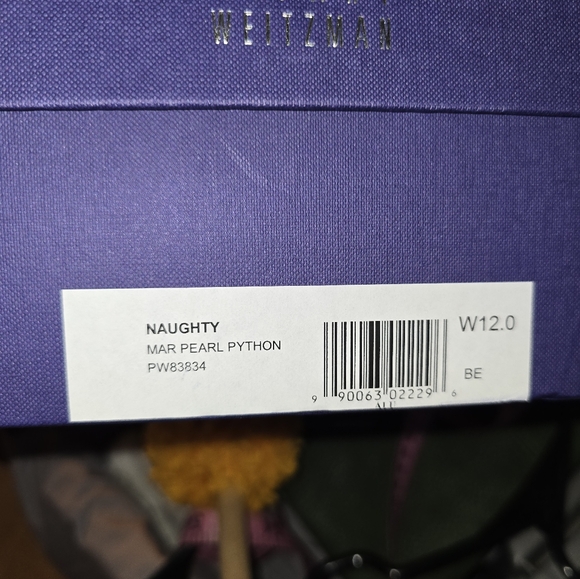 WEITZMAN
NAUGHTY
MAR PEARL PYTHON
PW83834
W12.0
BE
9 90063 02229 6